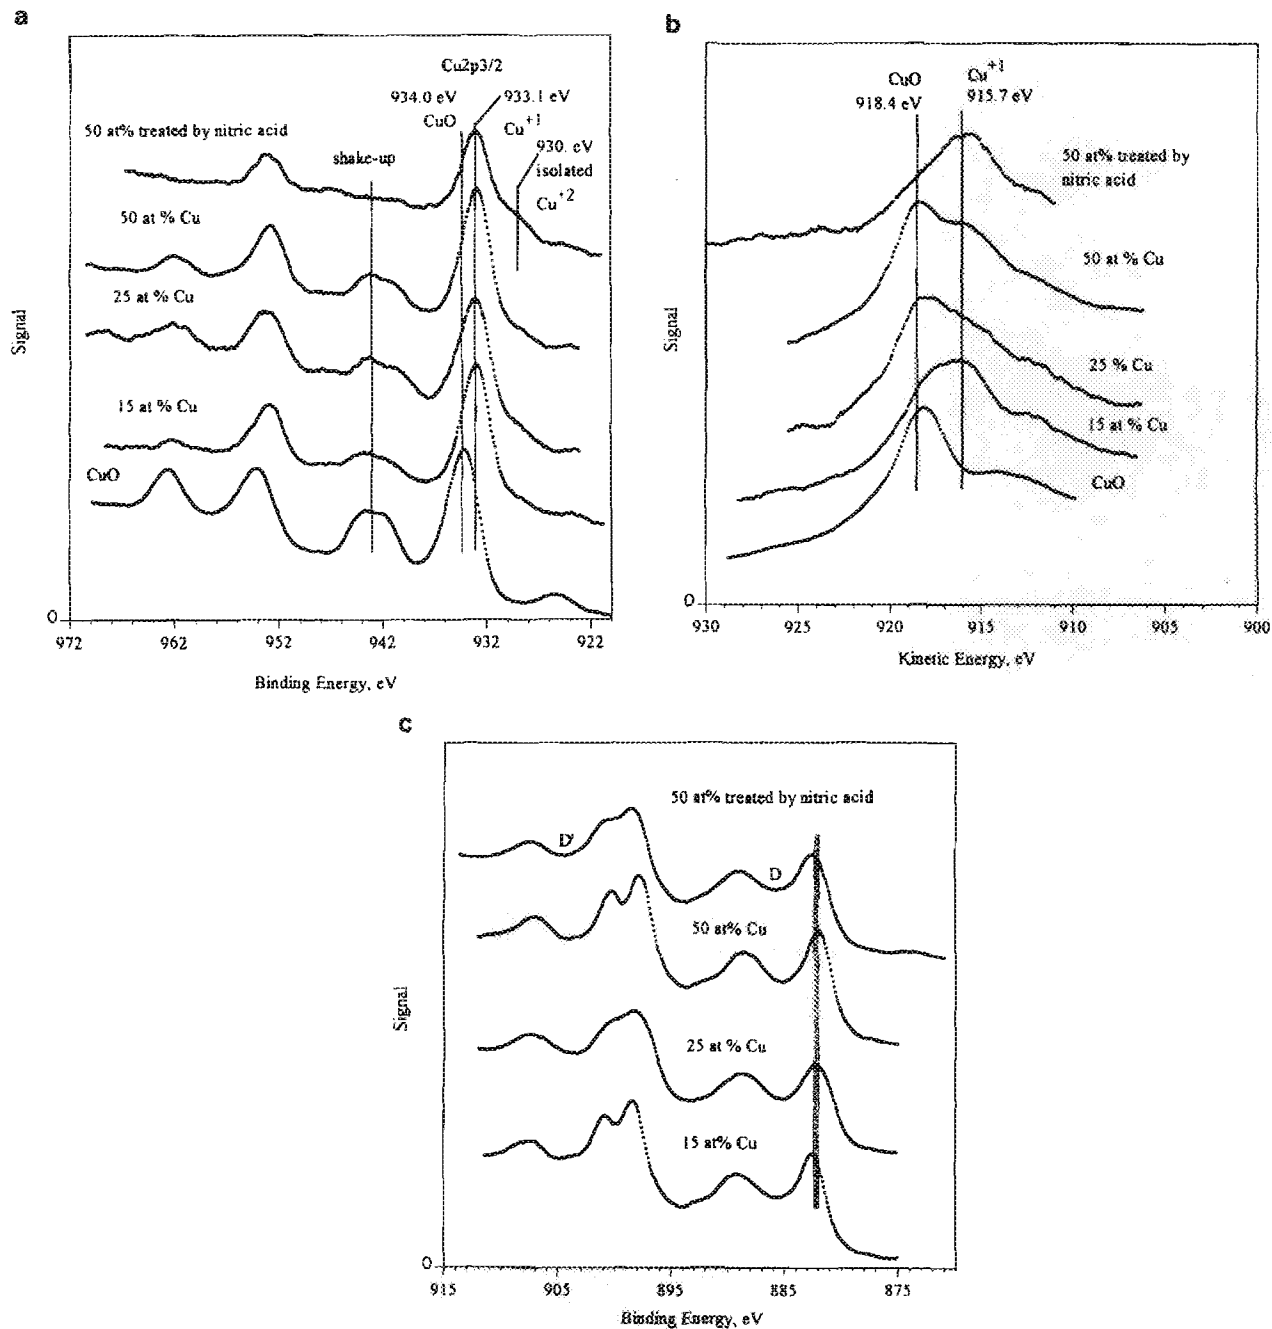 a
Cu2p3/2
934.0 eV
933.1 eV
CuO
Cu+1
50 at% treated by nitric acid
930. eV
shake-up
isolated
Cu+2
50 at % Cu
25 at % Cu
15 at % Cu
CuO
Signal
0
972 962 952 942 932 922
Binding Energy, eV
b
CuO
Cu+1
918.4 eV
915.7 eV
50 at% treated by
nitric acid
50 at % Cu
25 % Cu
15 at % Cu
CuO
Signal
0
930 925 920 915 910 905 900
Kinetic Energy, eV
c
50 at% treated by nitric acid
D'
D
50 at% Cu
25 at % Cu
15 at% Cu
Signal
0
915 905 895 885 875
Binding Energy, eV